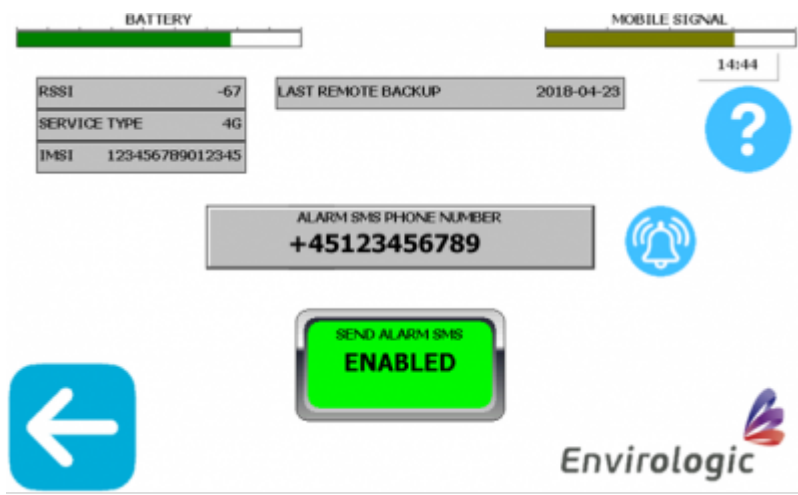 BATTERY
MOBILE SIGNAL
14:44
RSSI -67
LAST REMOTE BACKUP 2018-04-23
SERVICE TYPE 4G
IMSI 123456789012345
?
ALARM SMS PHONE NUMBER
+45123456789
SEND ALARM SMS
ENABLED
Envirologic